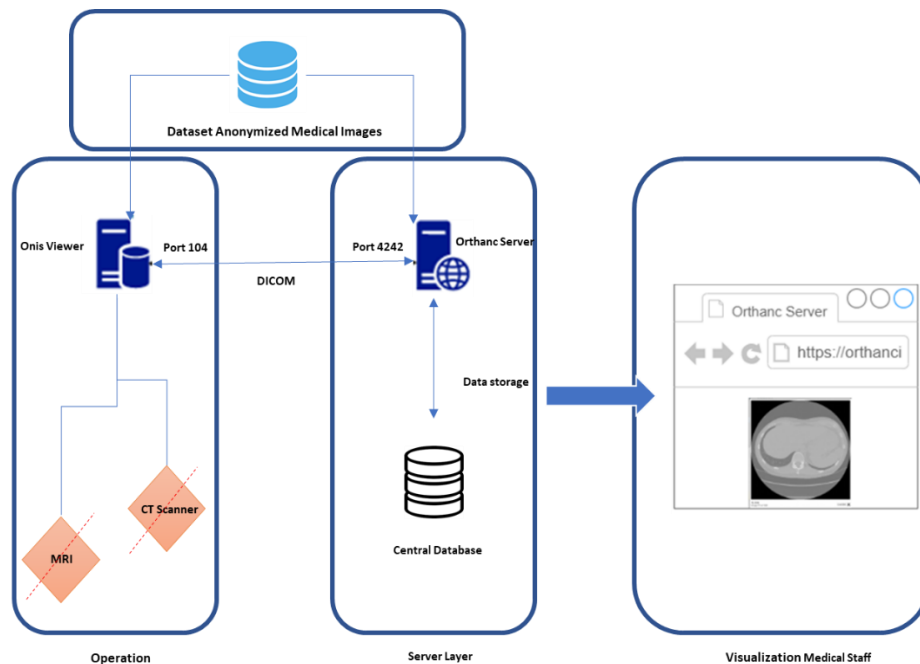 Dataset Anonymized Medical Images
Onis Viewer
Port 104
Port 4242
Orthanc Server
DICOM
Data storage
CT Scanner
MRI
Central Database
Orthanc Server
https://orthanci
Operation
Server Layer
Visualization Medical Staff